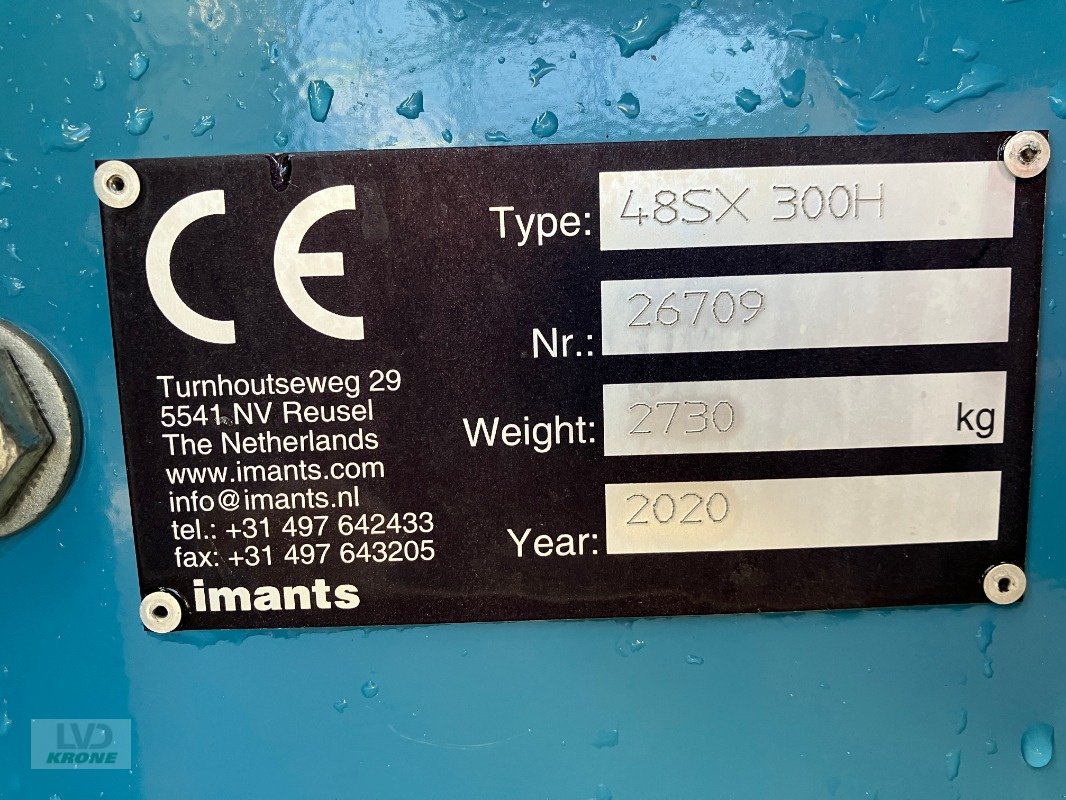 CE
Type: 48SX 300H
Nr.: 26709
Weight: 2730 kg
Year: 2020
Turnhoutseweg 29
5541 NV Reusel
The Netherlands
www.imants.com
info@imants.nl
tel.: +31 497 642433
fax: +31 497 643205
imants
LVD
KRONE